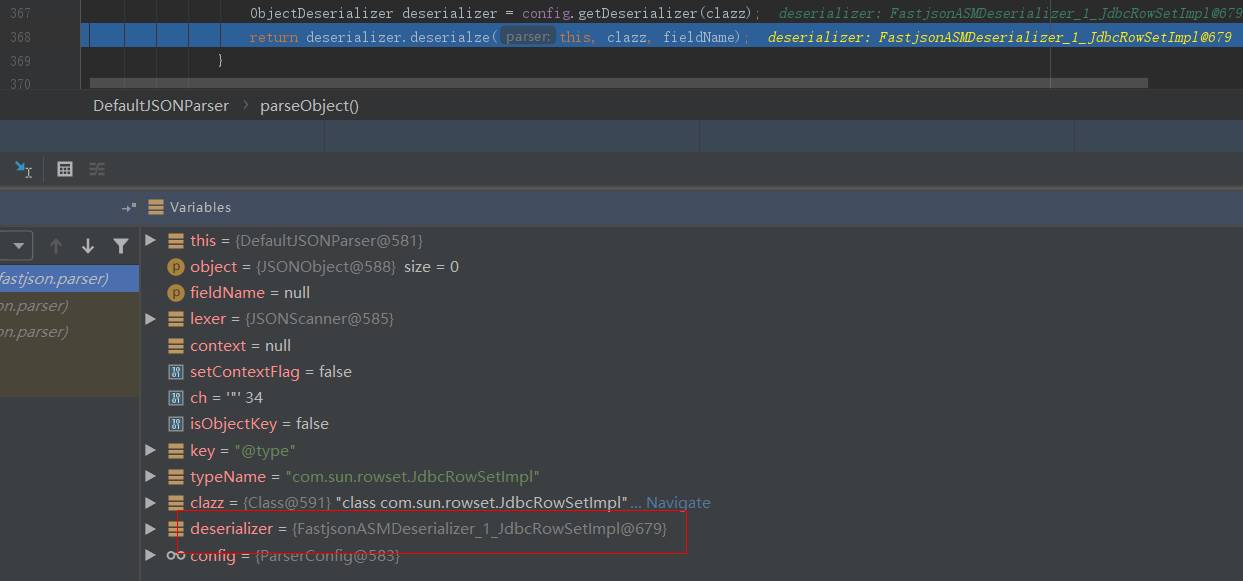 367 ObjectDeserializer deserializer = config.getDeserializer(clazz); deserializer: FastjsonASMDeserializer_1_JdbcRowSetImpl@679
368 return deserializer.deserialze( parser: this, clazz, fieldName); deserializer: FastjsonASMDeserializer_1_JdbcRowSetImpl@679
369 }
370
DefaultJSONParser › parseObject()
Variables
this = {DefaultJSONParser@581}
object = {JSONObject@588} size = 0
fastjson.parser)
fieldName = null
on.parser)
lexer = {JSONScanner@585}
on.parser)
context = null
setContextFlag = false
ch = '"' 34
isObjectKey = false
key = "@type"
typeName = "com.sun.rowset.JdbcRowSetImpl"
clazz = {Class@591} "class com.sun.rowset.JdbcRowSetImpl"... Navigate
deserializer = {FastjsonASMDeserializer_1_JdbcRowSetImpl@679}
config = {ParserConfig@583}